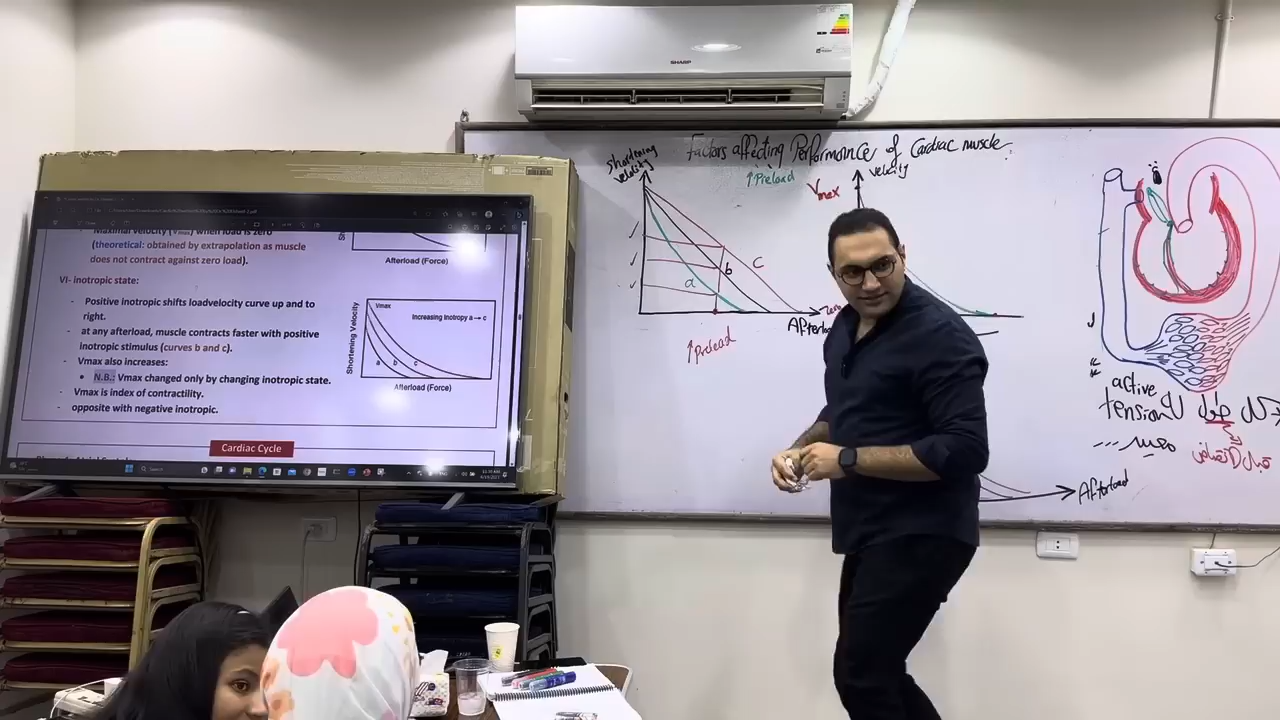 SHARP
Maximal velocity (Vmax) when load is zero
(theoretical: obtained by extrapolation as muscle
does not contract against zero load).
Afterload (Force)
VI- inotropic state:
- Positive inotropic shifts loadvelocity curve up and to
right.
- at any afterload, muscle contracts faster with positive
inotropic stimulus (curves b and c).
- Vmax also increases:
• N.B.: Vmax changed only by changing inotropic state.
- Vmax is index of contractility.
- opposite with negative inotropic.
Vmax
Increasing Inotropy a → c
Shortening Velocity
a b c
Afterload (Force)
Cardiac Cycle
Search
Factors affecting Performance of Cardiac muscle
Shortening
velocity
↑Preload
Vmax
velocity
a
b
c
Zero
↑Preload
active
tension
Afterload